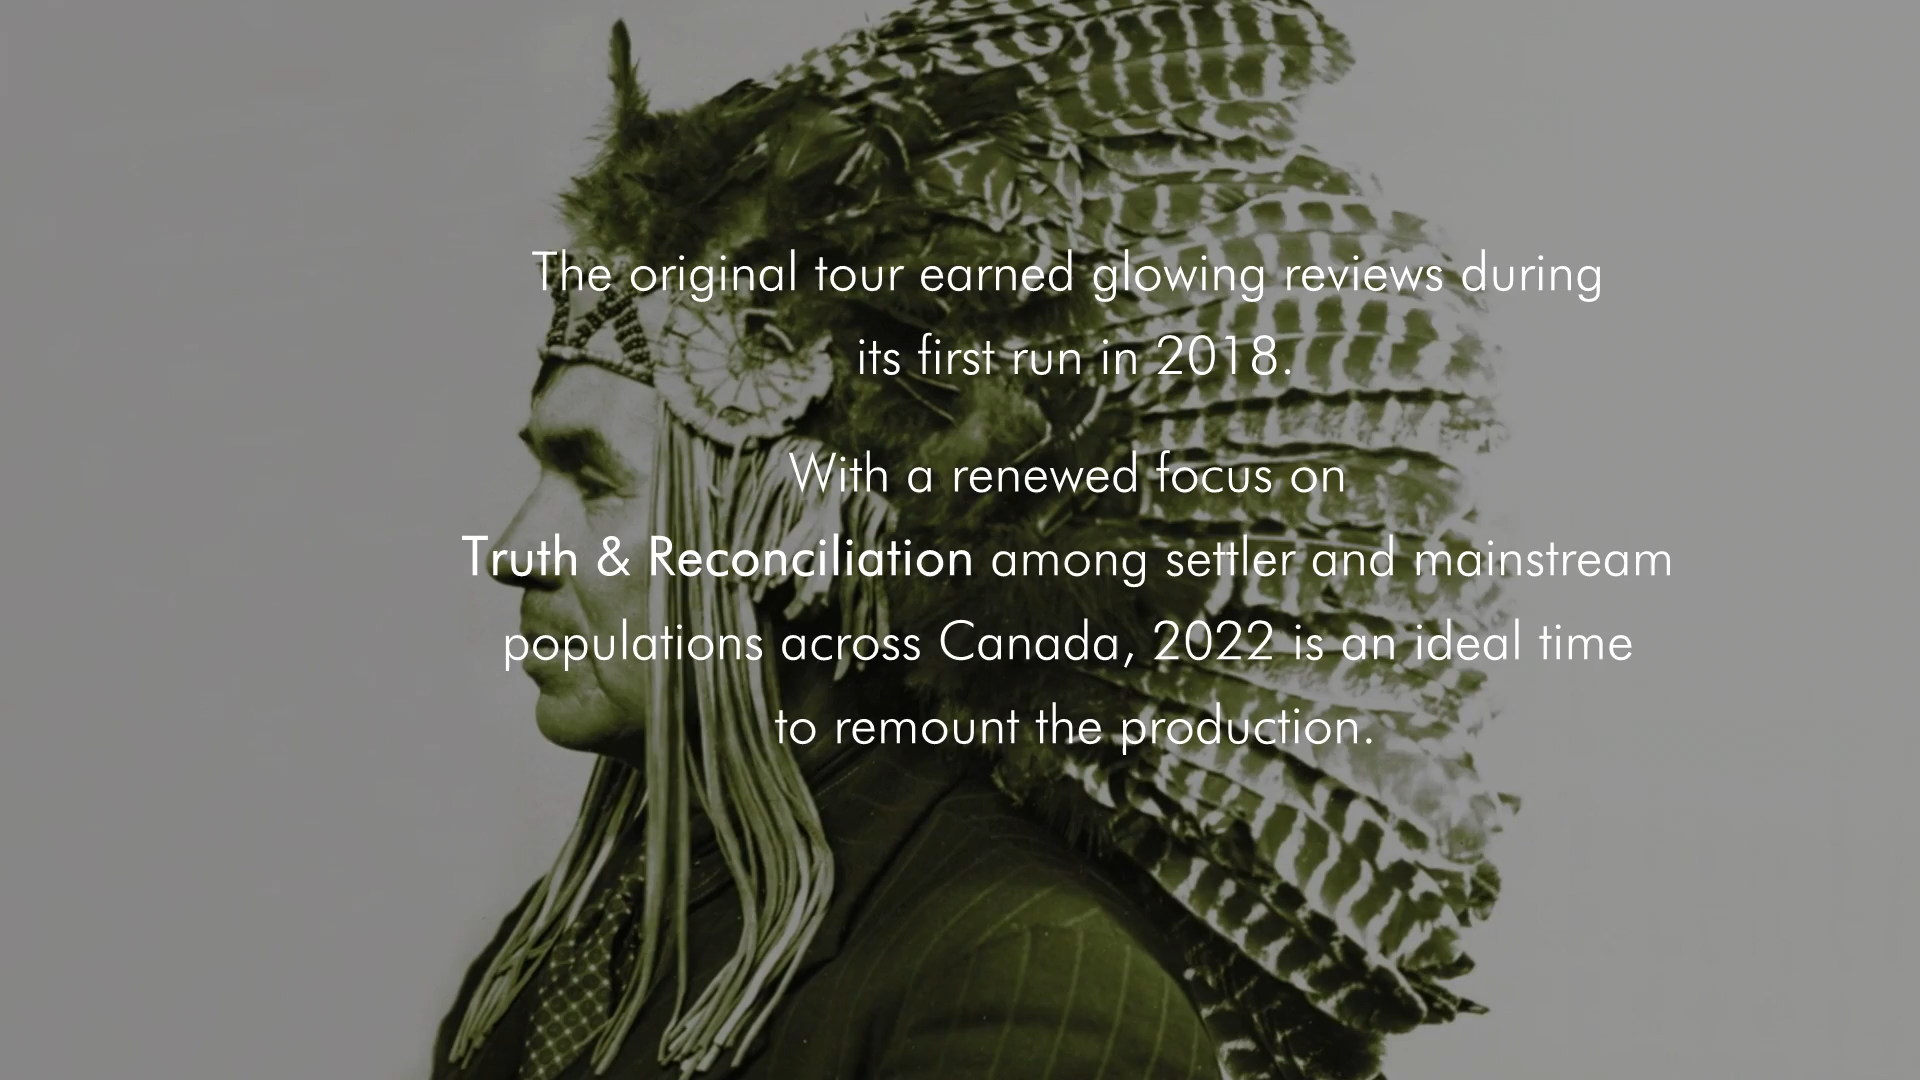 The original tour earned glowing reviews during
its first run in 2018.
With a renewed focus on
Truth & Reconciliation among settler and mainstream
populations across Canada, 2022 is an ideal time
to remount the production.